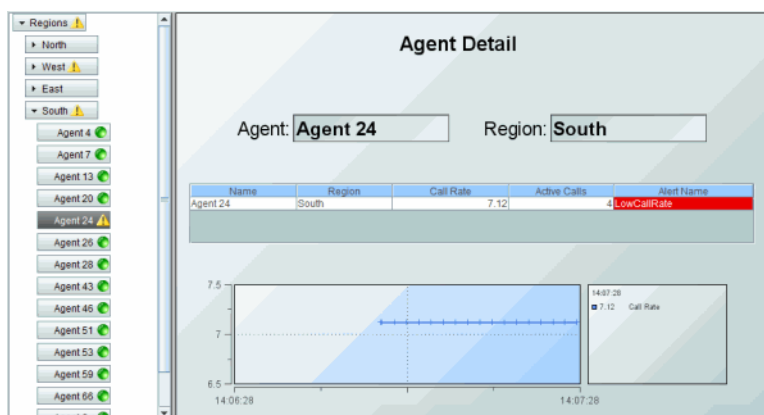 Regions
North
West
East
South
Agent 4
Agent 7
Agent 13
Agent 20
Agent 24
Agent 26
Agent 28
Agent 43
Agent 46
Agent 51
Agent 53
Agent 59
Agent 66
Agent Detail
Agent: Agent 24 Region: South
Name Region Call Rate Active Calls Alert Name
Agent 24 South 7.12 4 LowCallRate
7.5
7
6.5
14:06:28 14:07:28
14:07:28
7.12 Call Rate